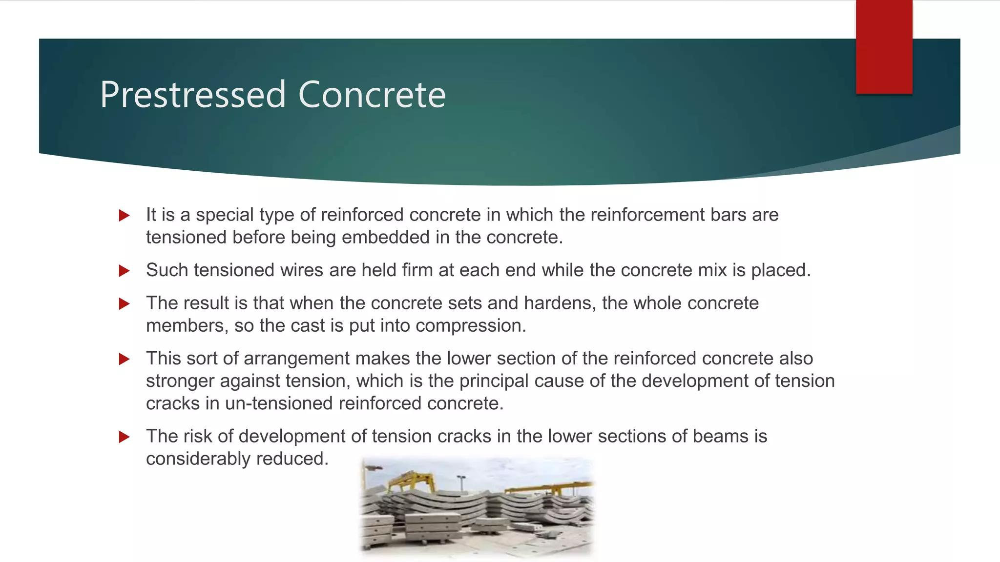 Prestressed Concrete
It is a special type of reinforced concrete in which the reinforcement bars are
tensioned before being embedded in the concrete.
Such tensioned wires are held firm at each end while the concrete mix is placed.
The result is that when the concrete sets and hardens, the whole concrete
members, so the cast is put into compression.
This sort of arrangement makes the lower section of the reinforced concrete also
stronger against tension, which is the principal cause of the development of tension
cracks in un-tensioned reinforced concrete.
The risk of development of tension cracks in the lower sections of beams is
considerably reduced.